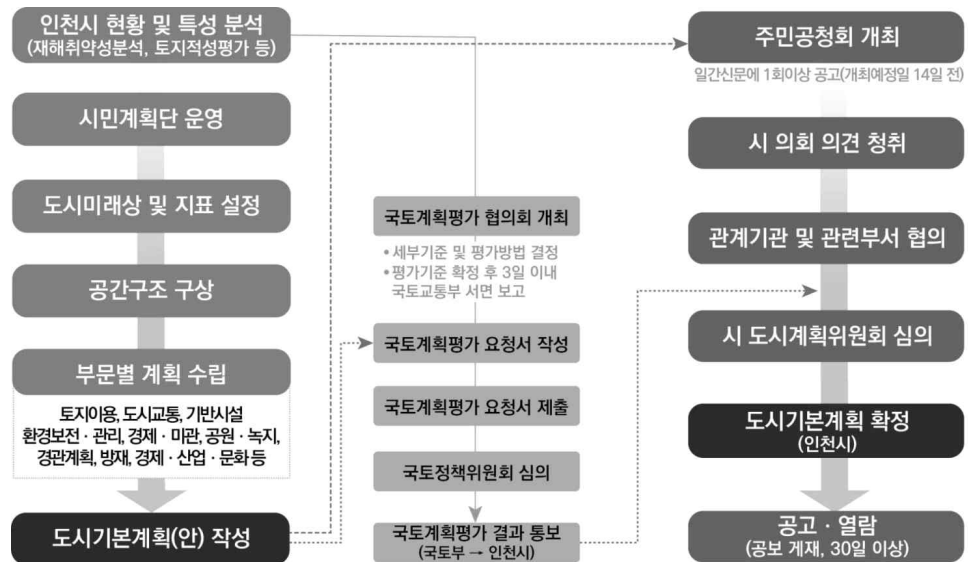 인천시 현황 및 특성 분석
(재해취약성분석, 토지적성평가 등)
시민계획단 운영
도시미래상 및 지표 설정
공간구조 구상
부문별 계획 수립
토지이용, 도시교통, 기반시설
환경보전 · 관리, 경제 · 미관, 공원 · 녹지,
경관계획, 방재, 경제 · 산업 · 문화 등
도시기본계획(안) 작성
국토계획평가 협의회 개최
• 세부기준 및 평가방법 결정
• 평가기준 확정 후 3일 이내
국토교통부 서면 보고
국토계획평가 요청서 작성
국토계획평가 요청서 제출
국토정책위원회 심의
국토계획평가 결과 통보
(국토부 → 인천시)
주민공청회 개최
일간신문에 1회이상 공고(개최예정일 14일 전)
시 의회 의견 청취
관계기관 및 관련부서 협의
시 도시계획위원회 심의
도시기본계획 확정
(인천시)
공고 · 열람
(공보 게재, 30일 이상)